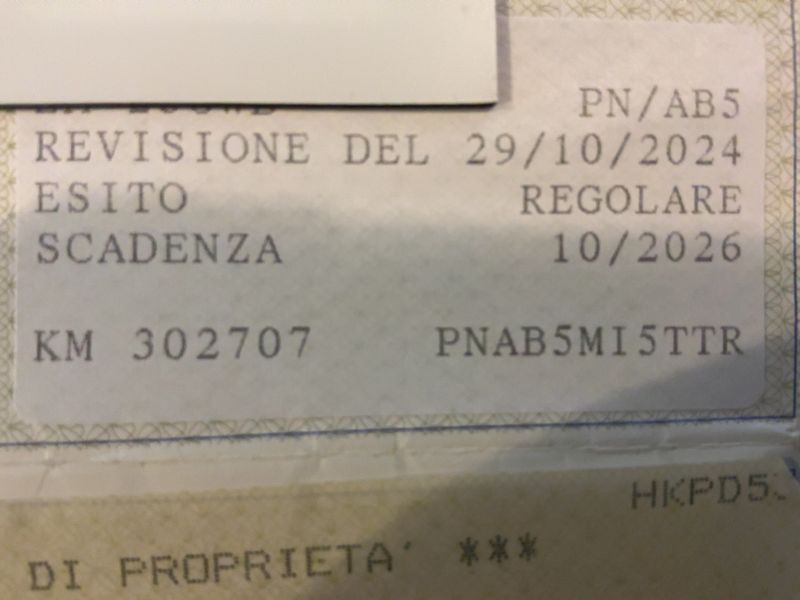 PN/AB5
REVISIONE DEL 29/10/2024
ESITO REGOLARE
SCADENZA 10/2026
KM 302707 PNAB5MI5TTR
HKPD5
DI PROPRIETA' ***